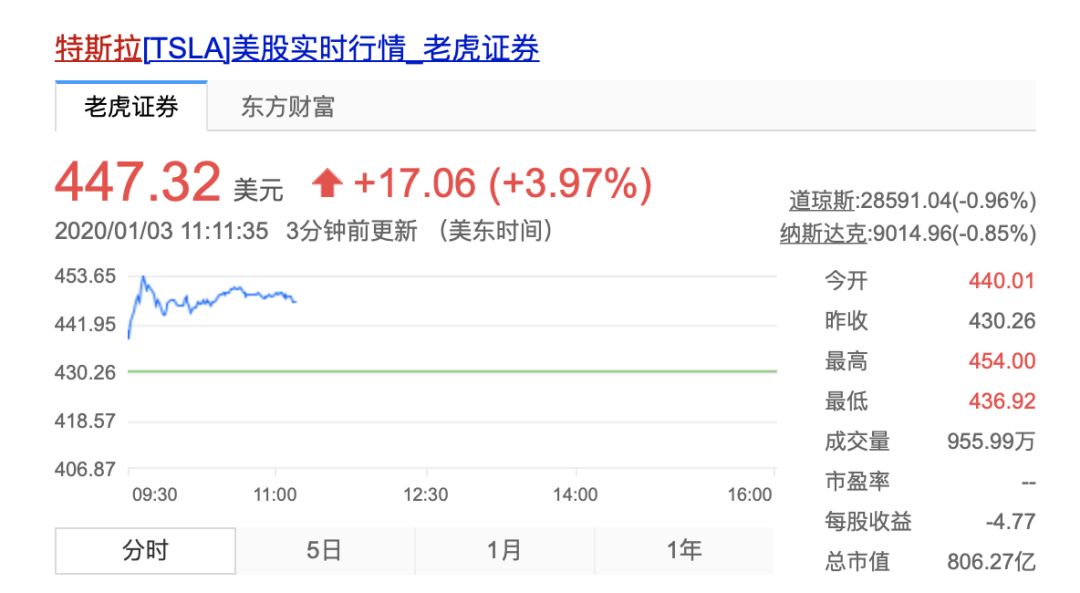 特斯拉[TSLA]美股实时行情_老虎证券
老虎证券 东方财富
447.32 美元 +17.06 (+3.97%)
2020/01/03 11:11:35 3分钟前更新 （美东时间）
道琼斯:28591.04(-0.96%)
纳斯达克:9014.96(-0.85%)
453.65
441.95
430.26
418.57
406.87
09:30 11:00 12:30 14:00 16:00
分时 5日 1月 1年
今开 440.01
昨收 430.26
最高 454.00
最低 436.92
成交量 955.99万
市盈率 --
每股收益 -4.77
总市值 806.27亿